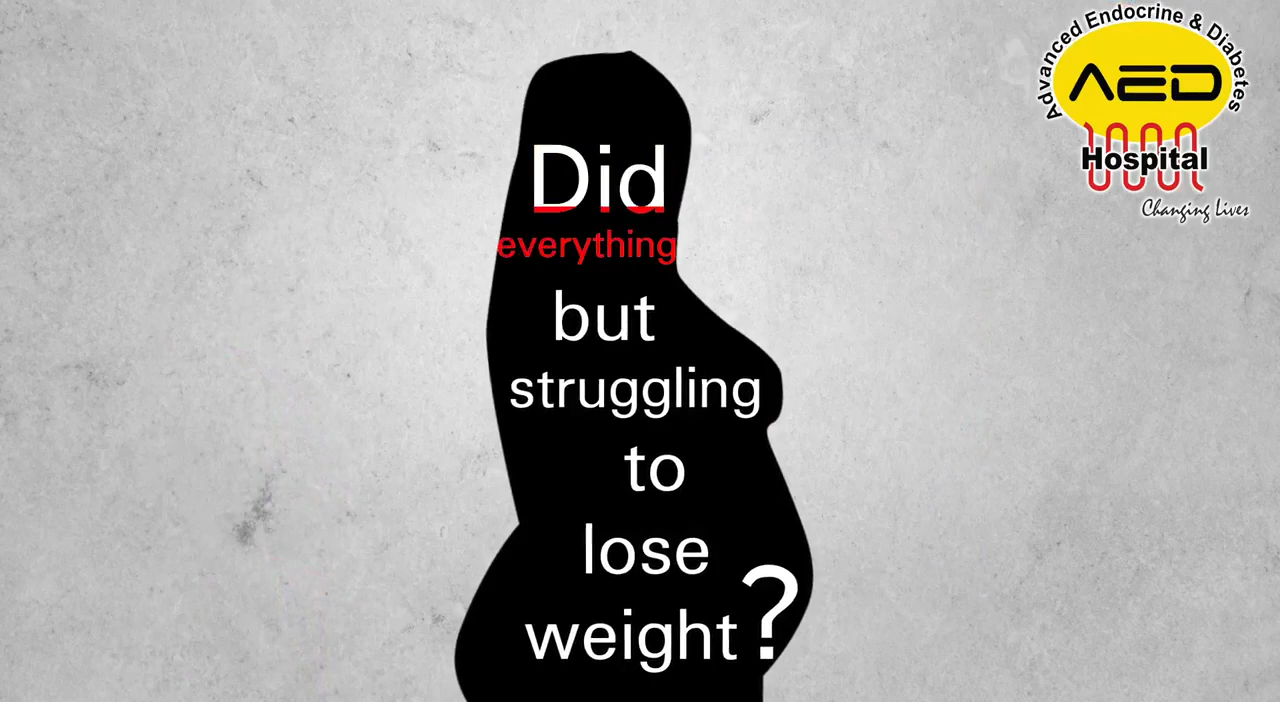 Did
everything
but
struggling
to
lose
weight?
Advanced Endocrine & Diabetes
AED
Hospital
Changing Lives